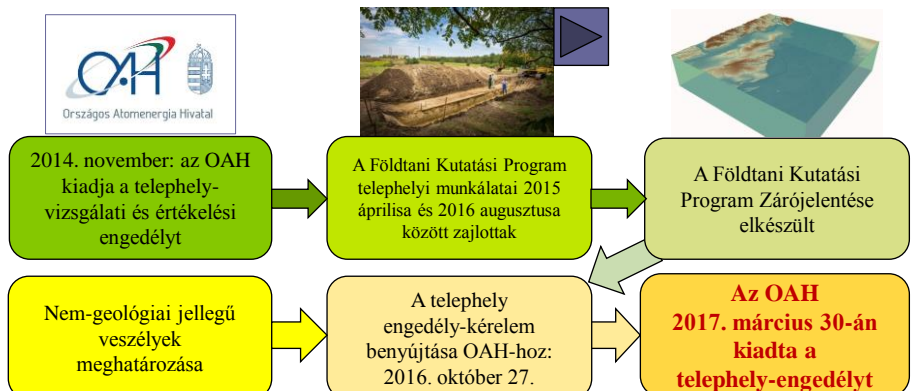 OAH
Országos Atomenergia Hivatal
2014. november: az OAH
kiadja a telephely-
vizsgálati és értékelési
engedélyt
A Földtani Kutatási Program
telephelyi munkálatai 2015
áprilisa és 2016 augusztusa
között zajlottak
A Földtani Kutatási
Program Zárójelentése
elkészült
Nem-geológiai jellegű
veszélyek
meghatározása
A telephely
engedély-kérelem
benyújtása OAH-hoz:
2016. október 27.
Az OAH
2017. március 30-án
kiadta a
telephely-engedélyt